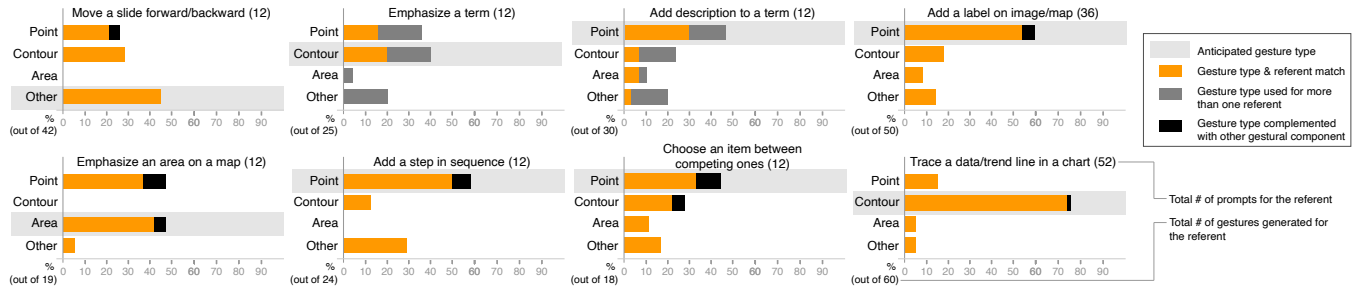 Move a slide forward/backward (12)
Point
Contour
Area
Other
%
(out of 42)
0 10 20 30 40 50 60 70 80 90
Emphasize a term (12)
Point
Contour
Area
Other
%
(out of 25)
0 10 20 30 40 50 60 70 80 90
Add description to a term (12)
Point
Contour
Area
Other
%
(out of 30)
0 10 20 30 40 50 60 70 80 90
Add a label on image/map (36)
Point
Contour
Area
Other
%
(out of 50)
0 10 20 30 40 50 60 70 80 90
Anticipated gesture type
Gesture type & referent match
Gesture type used for more
than one referent
Gesture type complemented
with other gestural component
Emphasize an area on a map (12)
Point
Contour
Area
Other
%
(out of 19)
0 10 20 30 40 50 60 70 80 90
Add a step in sequence (12)
Point
Contour
Area
Other
%
(out of 24)
0 10 20 30 40 50 60 70 80 90
Choose an item between
competing ones (12)
Point
Contour
Area
Other
%
(out of 18)
0 10 20 30 40 50 60 70 80 90
Trace a data/trend line in a chart (52)
Point
Contour
Area
Other
%
(out of 60)
0 10 20 30 40 50 60 70 80 90
Total # of prompts for the referent
Total # of gestures generated for
the referent